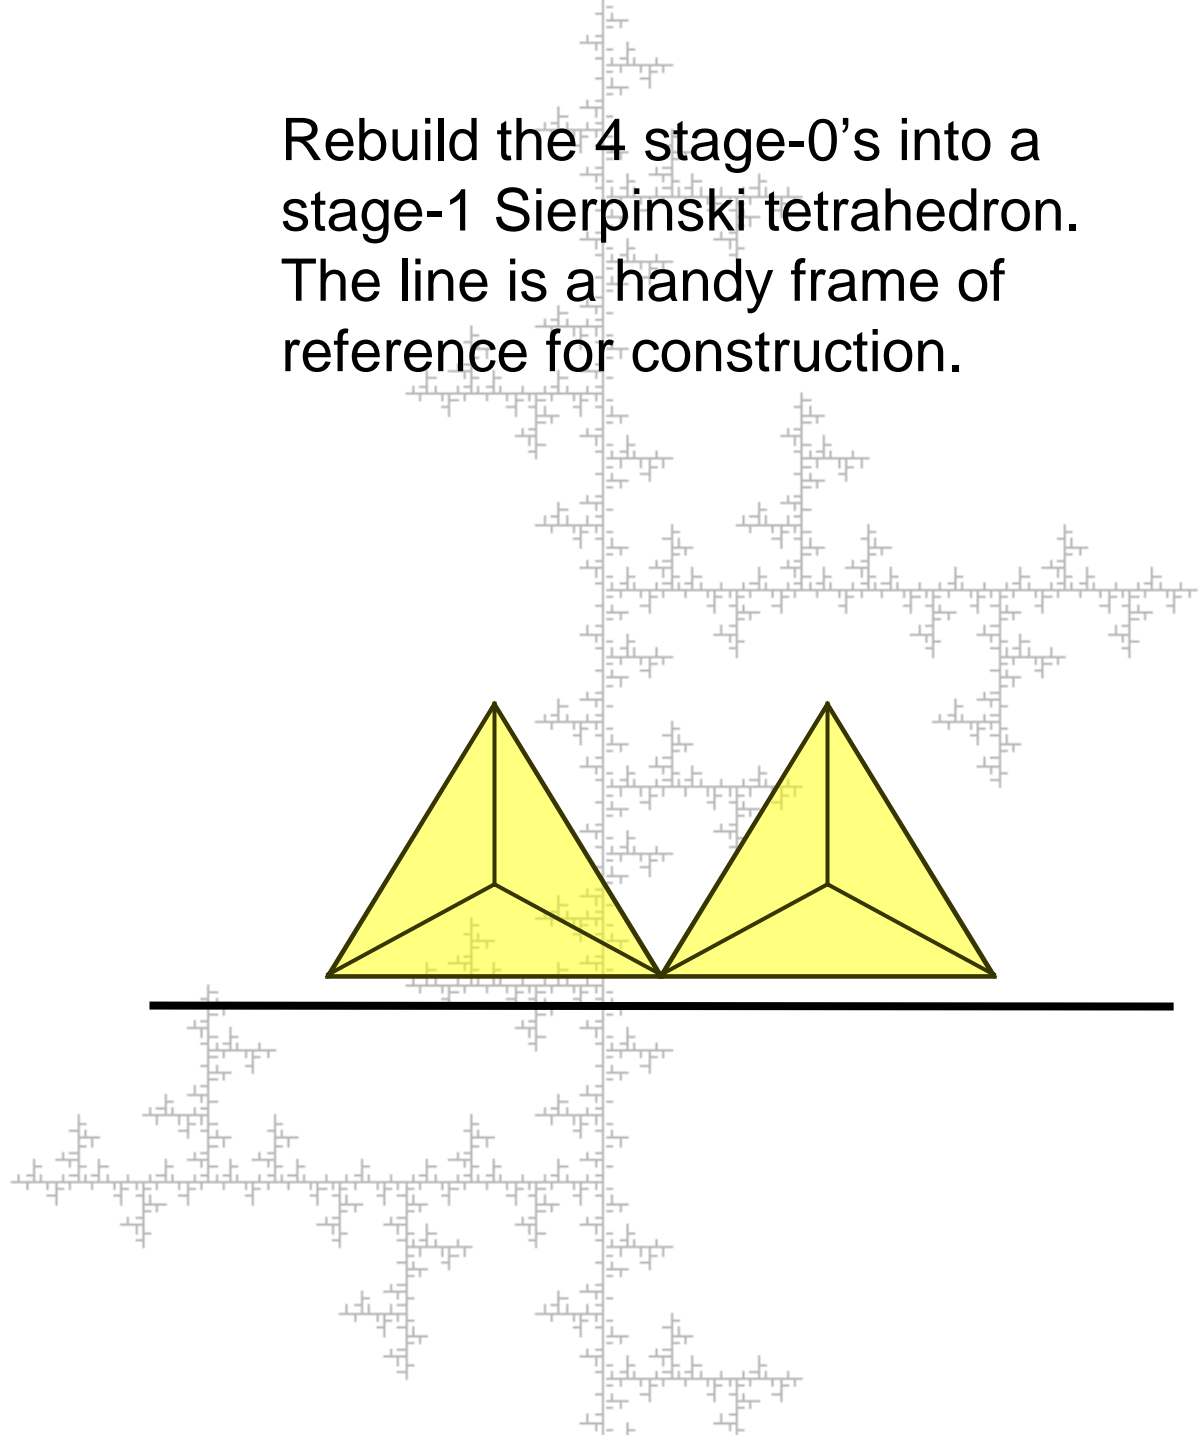 Rebuild the 4 stage-0’s into a
stage-1 Sierpinski tetrahedron.
The line is a handy frame of
reference for construction.